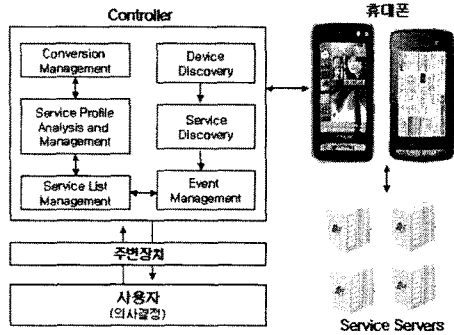 Controller
Conversion
Management
Device
Discovery
Service Profile
Analysis and
Management
Service
Discovery
Service List
Management
Event
Management
주변장치
사용자
(의사결정)
휴대폰
Service Servers